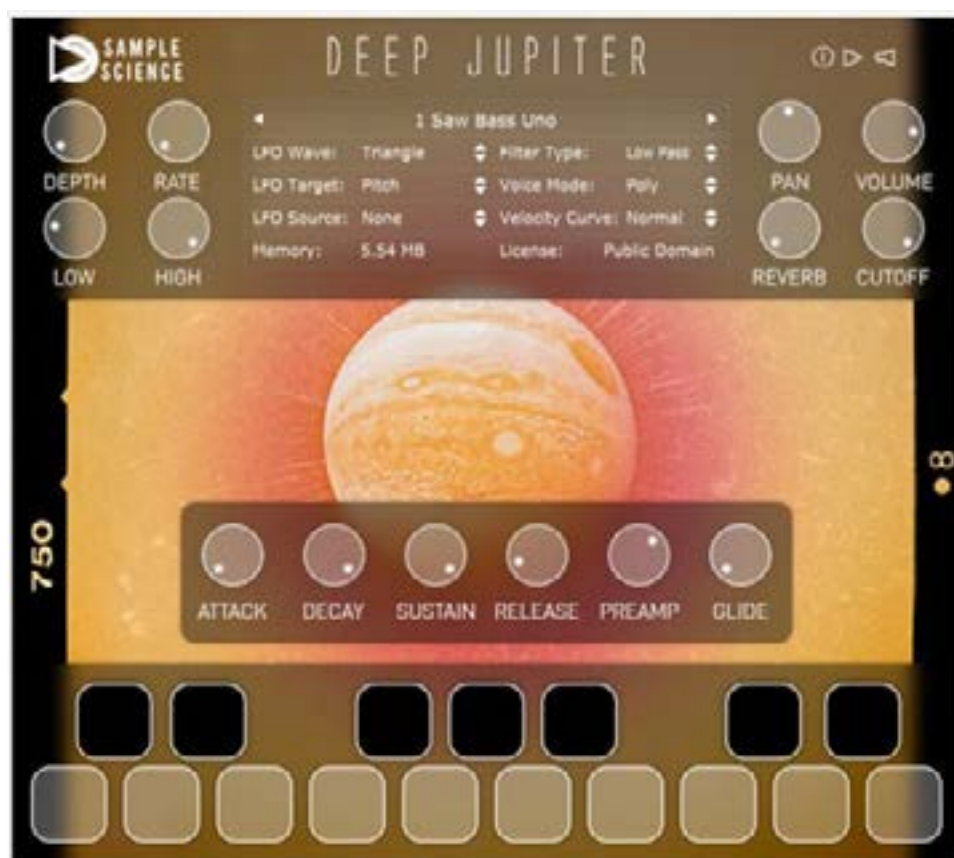 SAMPLE
SCIENCE
DEEP JUPITER
1 Saw Bass Uno
LFO Wave: Triangle Filter Type: Low Pass
LFO Target: Pitch Voice Mode: Poly
LFO Source: None Velocity Curve: Normal
Memory: 5.54 MB License: Public Domain
DEPTH RATE PAN VOLUME
LOW HIGH REVERB CUTOFF
750
8
ATTACK DECAY SUSTAIN RELEASE PREAMP GLIDE